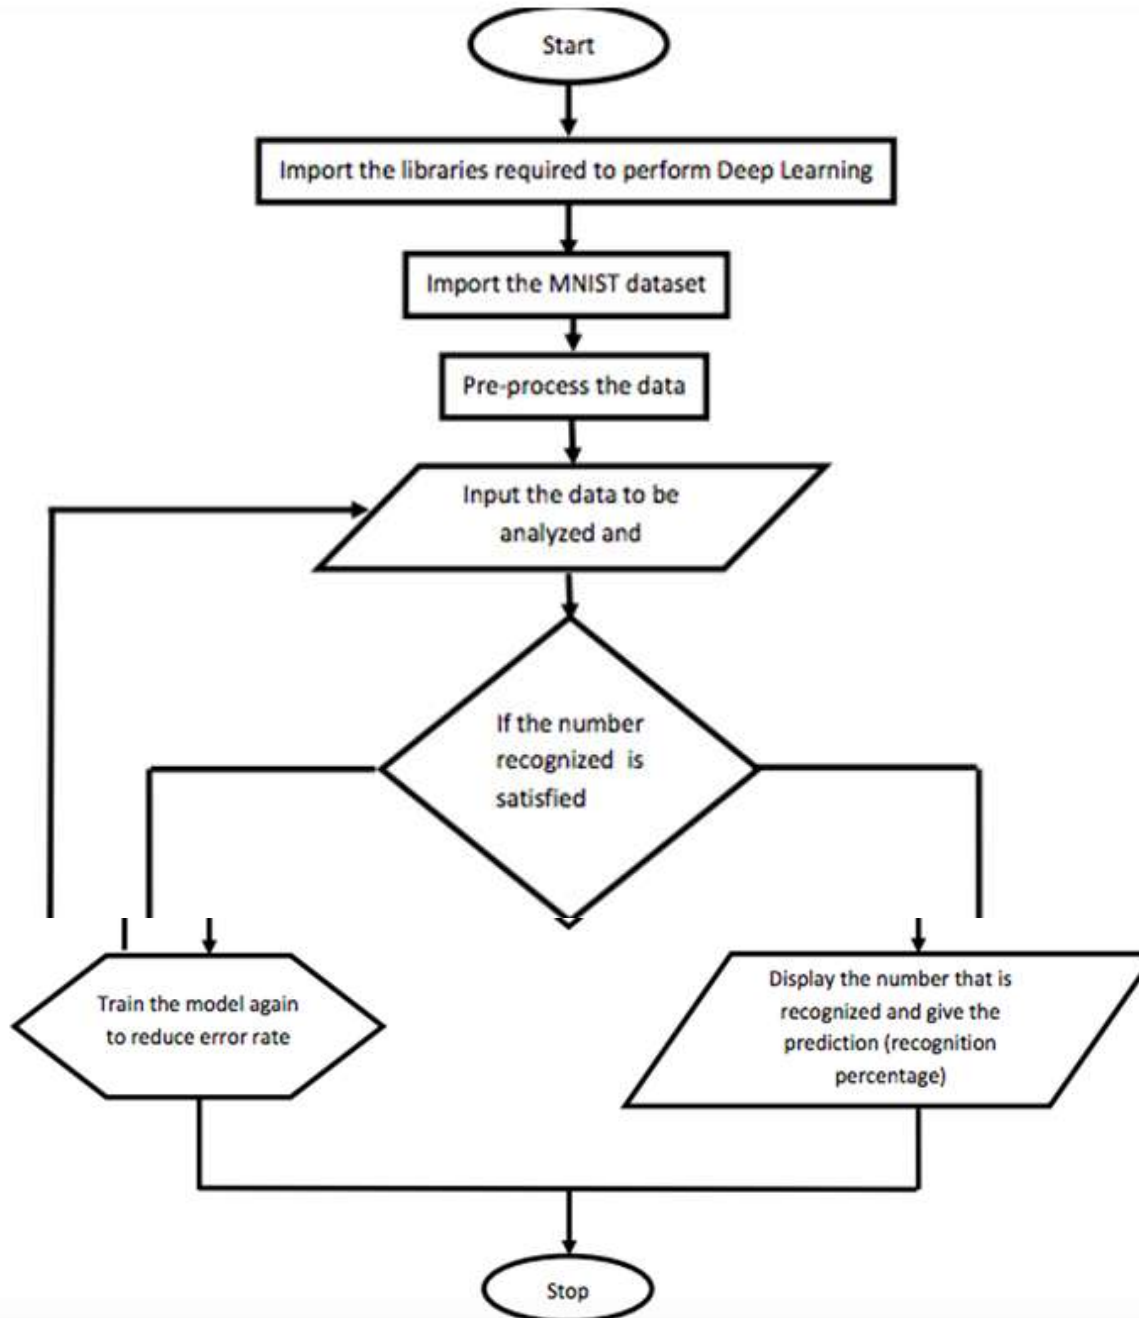 Start
Import the libraries required to perform Deep Learning
Import the MNIST dataset
Pre-process the data
Input the data to be
analyzed and
If the number
recognized is
satisfied
Train the model again
to reduce error rate
Display the number that is
recognized and give the
prediction (recognition
percentage)
Stop